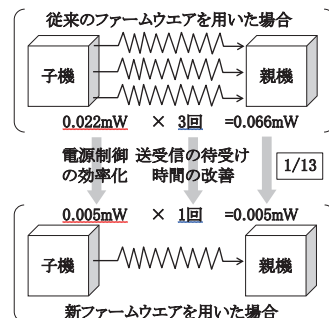 従来のファームウエアを用いた場合
子機
親機
0.022mW × 3回 =0.066mW
電源制御 送受信の待受け
の効率化 時間の改善
1/13
0.005mW × 1回 =0.005mW
子機
親機
新ファームウエアを用いた場合